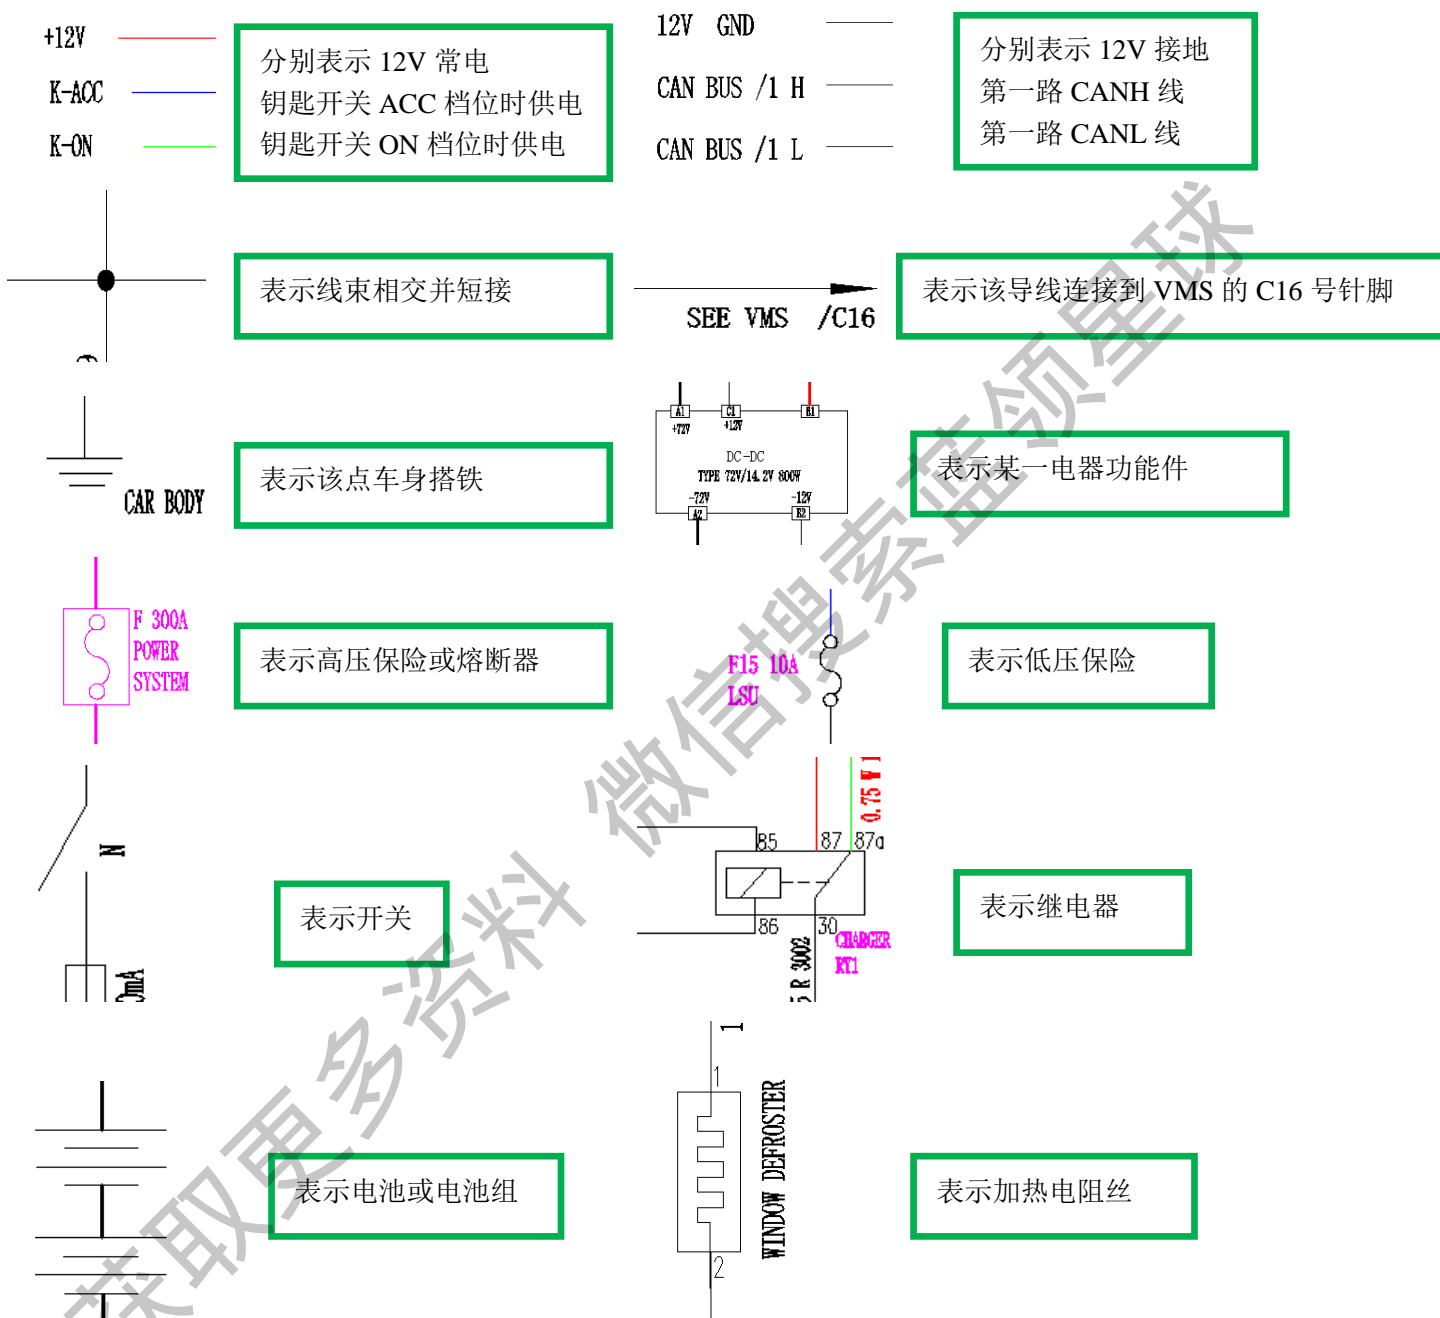 +12V
K-ACC
K-ON
分别表示 12V 常电
钥匙开关 ACC 档位时供电
钥匙开关 ON 档位时供电
12V GND
CAN BUS /1 H
CAN BUS /1 L
分别表示 12V 接地
第一路 CANH 线
第一路 CANL 线
表示线束相交并短接
SEE VMS /C16
表示该导线连接到 VMS 的 C16 号针脚
CAR BODY
表示该点车身搭铁
A1
C1
B1
+72V
+12V
DC-DC
TYPE 72V/14.2V 800W
-72V
-12V
A2
B2
表示某一电器功能件
F 300A
POWER
SYSTEM
表示高压保险或熔断器
F15 10A
LSU
表示低压保险
N
0mA
表示开关
0.75 W 1
85
87
87a
86
30
CHARGER
RY1
5 R 3002
表示继电器
表示电池或电池组
1
1
WINDOW DEFROSTER
2
表示加热电阻丝
获取更多资料 微信搜索蓝领星球